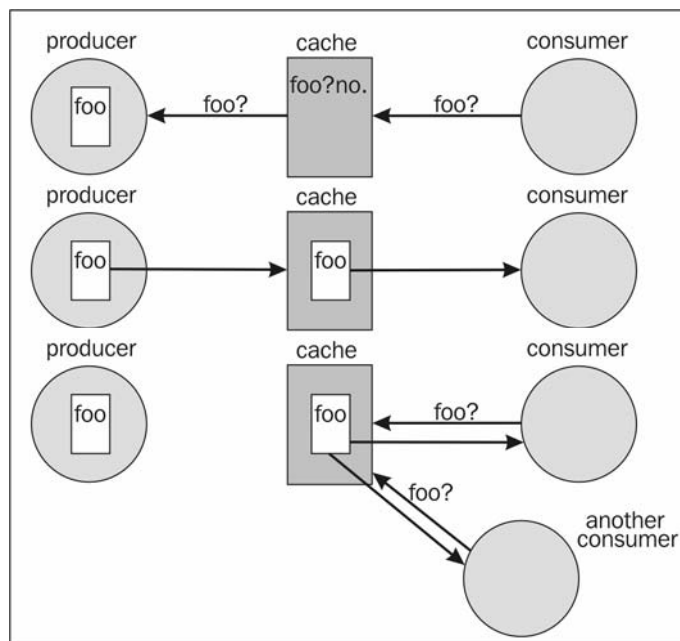 producer
cache
consumer
foo
foo?
foo?no.
foo?
producer
cache
consumer
foo
foo
producer
cache
consumer
foo
foo
foo?
foo?
another
consumer